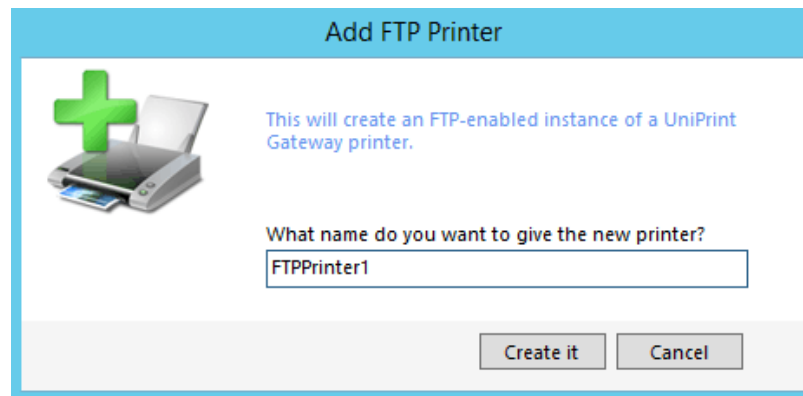 Add FTP Printer
This will create an FTP-enabled instance of a UniPrint
Gateway printer.
What name do you want to give the new printer?
FTPPrinter1
Create it
Cancel